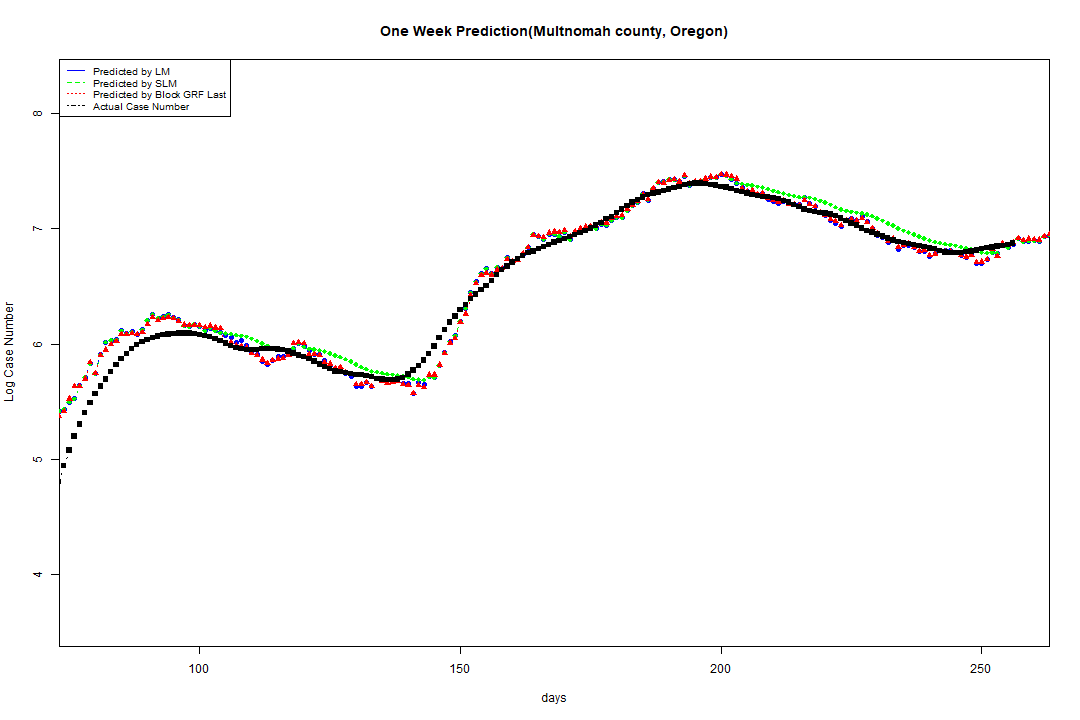 One Week Prediction(Multnomah county, Oregon)
Predicted by LM
Predicted by SLM
Predicted by Block GRF Last
Actual Case Number
8
7
6
5
4
Log Case Number
100 150 200 250
days